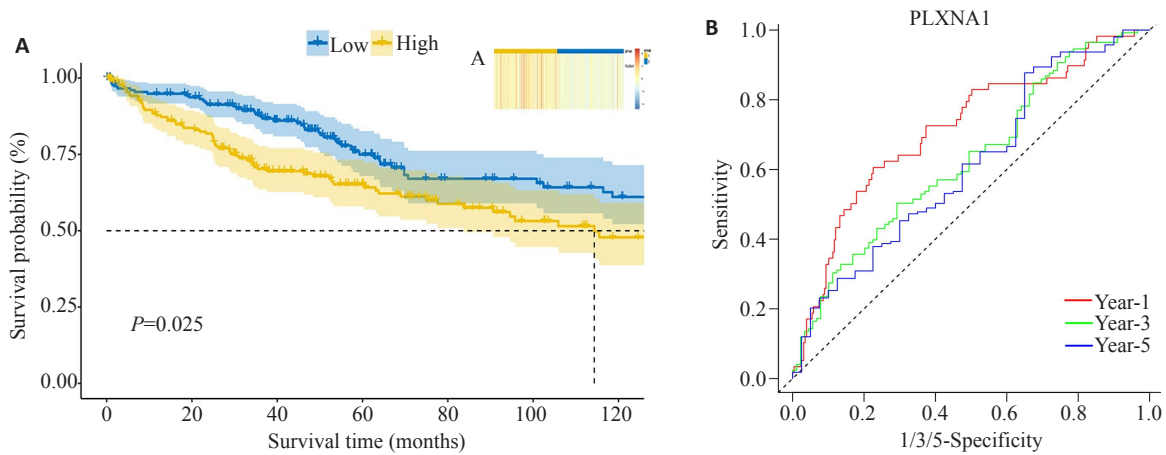 A
Low High
A
Survival probability (%)
1.00
0.75
0.50
0.25
0.00
P=0.025
0 20 40 60 80 100 120
Survival time (months)
B
PLXNA1
Sensitivity
1.0
0.8
0.6
0.4
0.2
0.0
Year-1
Year-3
Year-5
0.0 0.2 0.4 0.6 0.8 1.0
1/3/5-Specificity